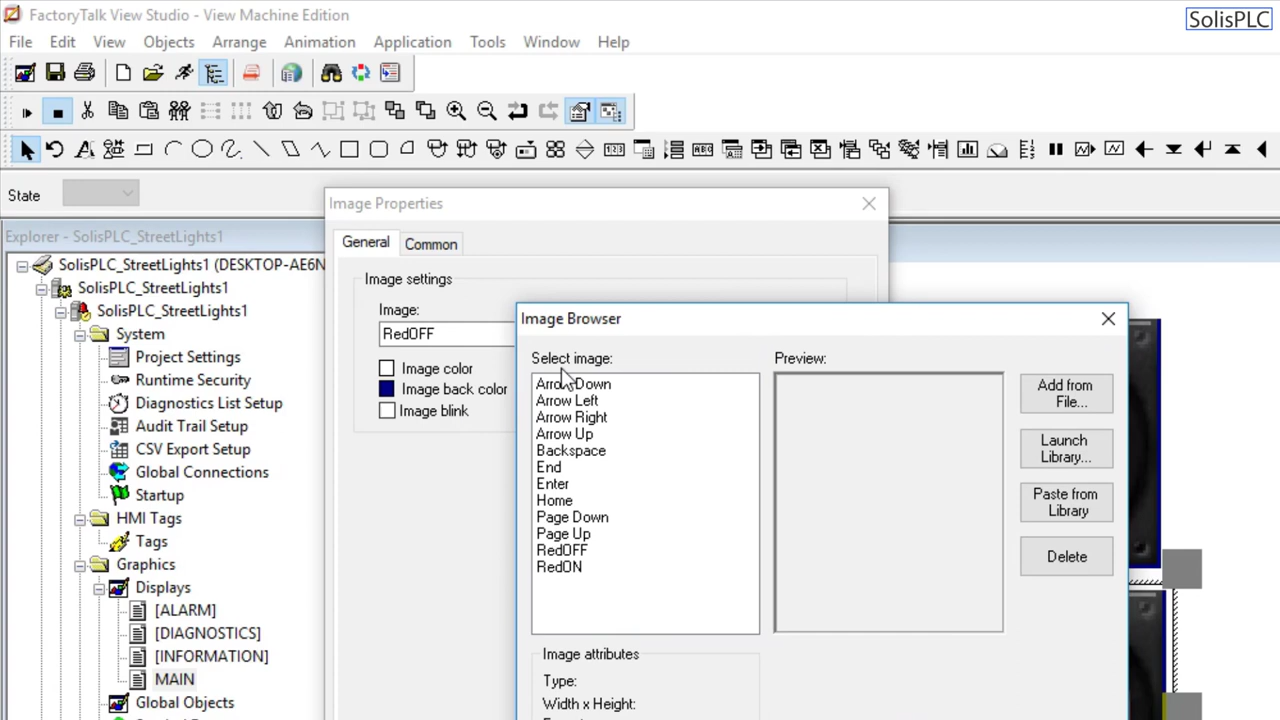 FactoryTalk View Studio - View Machine Edition
SolisPLC
File Edit View Objects Arrange Animation Application Tools Window Help
State
Explorer - SolisPLC_StreetLights1
SolisPLC_StreetLights1 (DESKTOP-AE6N
SolisPLC_StreetLights1
SolisPLC_StreetLights1
System
Project Settings
Runtime Security
Diagnostics List Setup
Audit Trail Setup
CSV Export Setup
Global Connections
Startup
HMI Tags
Tags
Graphics
Displays
[ALARM]
[DIAGNOSTICS]
[INFORMATION]
MAIN
Global Objects
Image Properties
General Common
Image settings
Image:
RedOFF
Image color
Image back color
Image blink
Image Browser
Select image:
Arrow Down
Arrow Left
Arrow Right
Arrow Up
Backspace
End
Enter
Home
Page Down
Page Up
RedOFF
RedON
Image attributes
Type:
Width x Height:
Preview:
Add from
File...
Launch
Library...
Paste from
Library
Delete